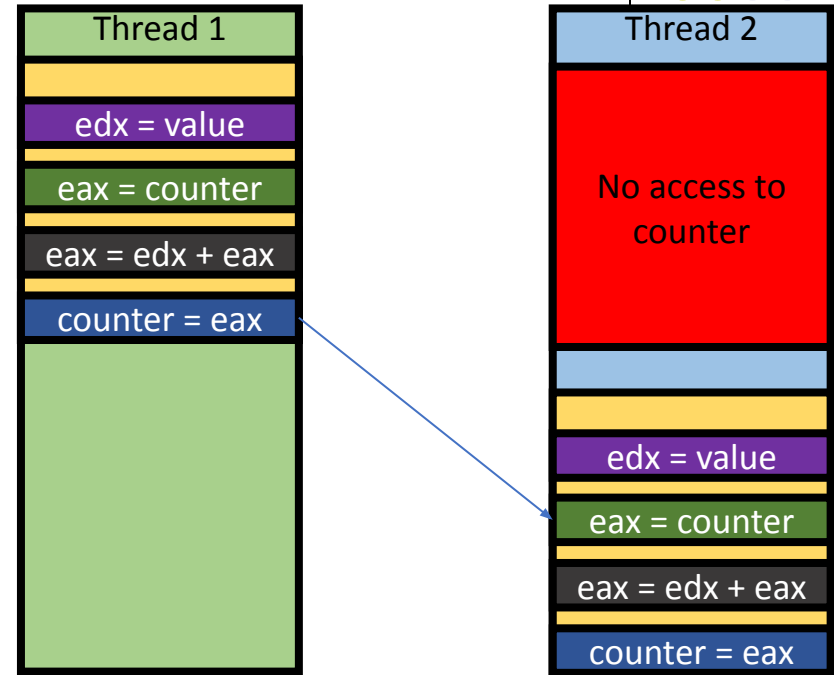 Thread 1
edx = value
eax = counter
eax = edx + eax
counter = eax
Thread 2
No access to
counter
edx = value
eax = counter
eax = edx + eax
counter = eax